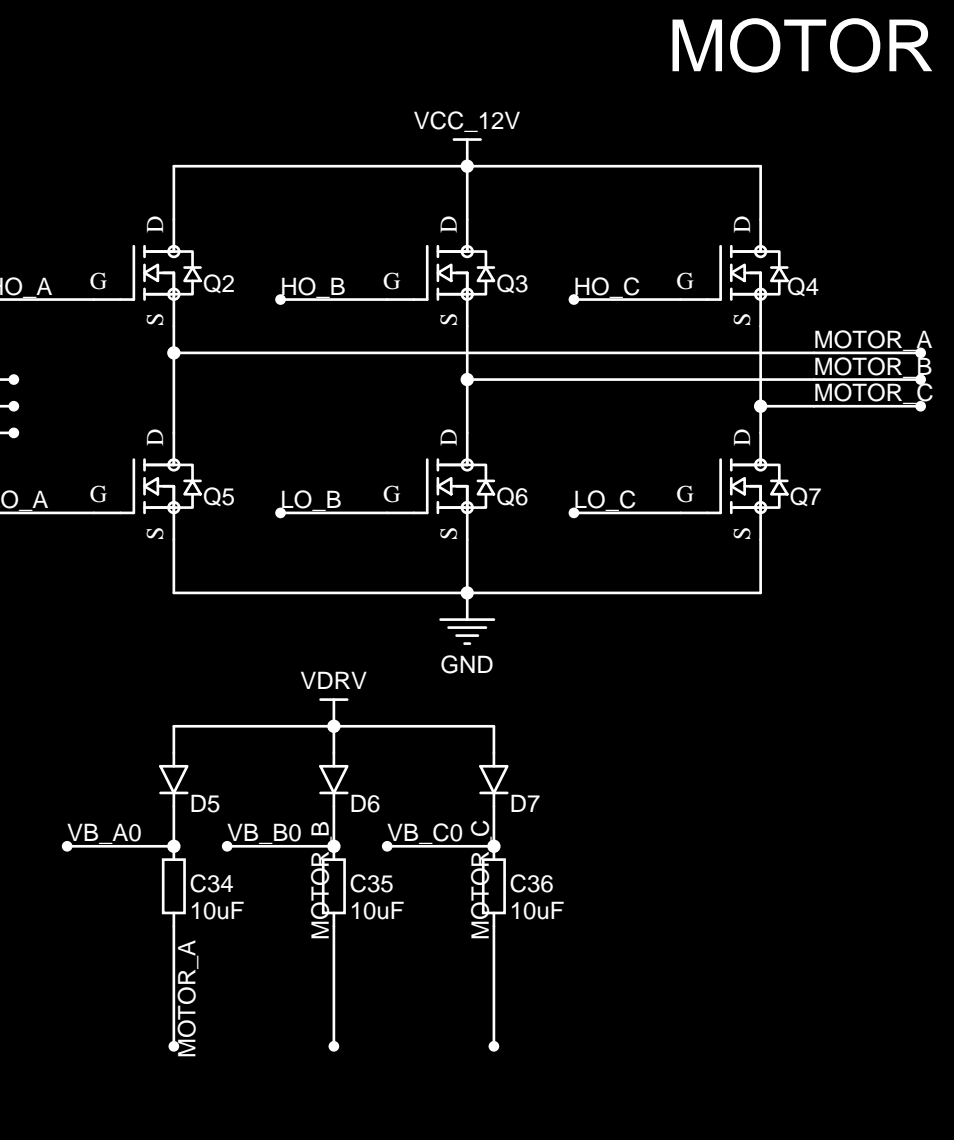 MOTOR
VCC_12V
D D D
HO_A G Q2 HO_B G Q3 HO_C G Q4
S S S
MOTOR_A
MOTOR_B
MOTOR_C
D D D
O_A G Q5 LO_B G Q6 LO_C G Q7
S S S
GND
VDRV
D5 D6 D7
VB_A0 VB_B0 VB_C0
C34 C35 C36
10uF 10uF 10uF
MOTOR_A MOTOR_B MOTOR_C